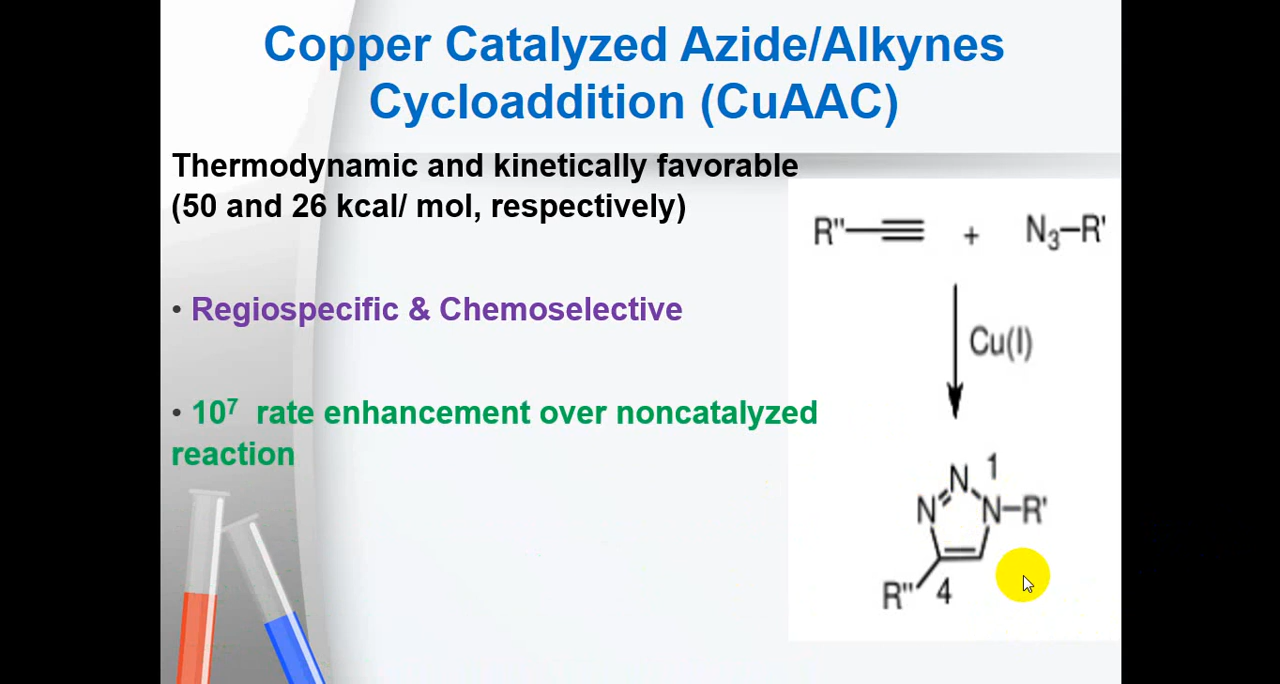 Copper Catalyzed Azide/Alkynes
Cycloaddition (CuAAC)
Thermodynamic and kinetically favorable
(50 and 26 kcal/ mol, respectively)
• Regiospecific & Chemoselective
• 10⁷ rate enhancement over noncatalyzed
reaction
R" + N₃–R'
Cu(I)
N 1
N N–R'
R" 4